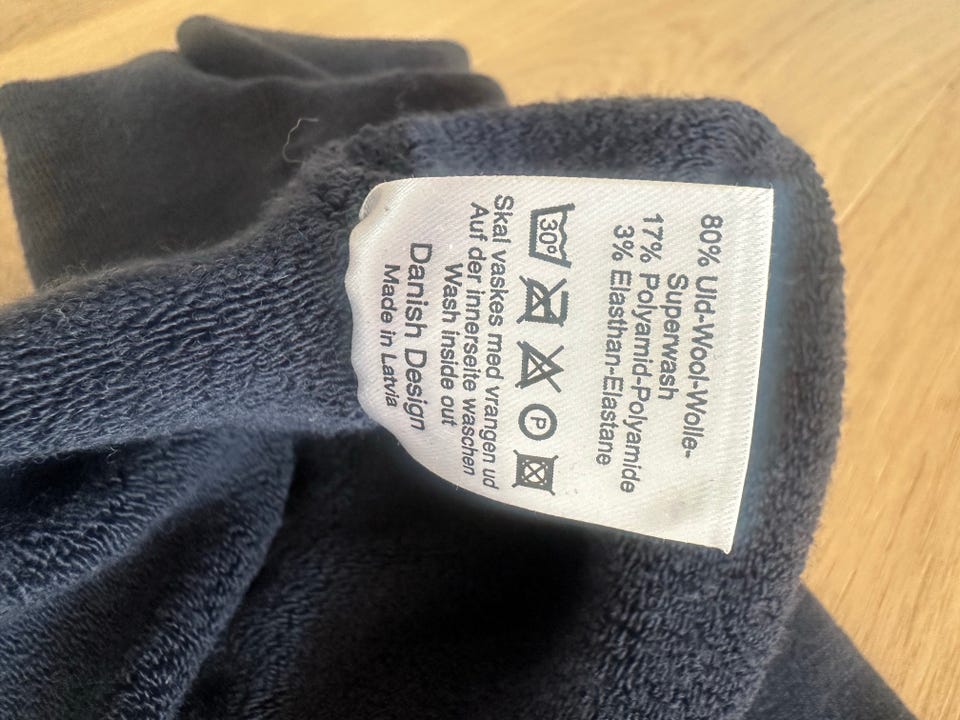 80% Uld-Wool-Wolle-
Superwash
17% Polyamid-Polyamide
3% Elasthan-Elastane
30°
P
Skal vaskes med vrangen ud
Auf der innerseite waschen
Wash inside out
Danish Design
Made in Latvia